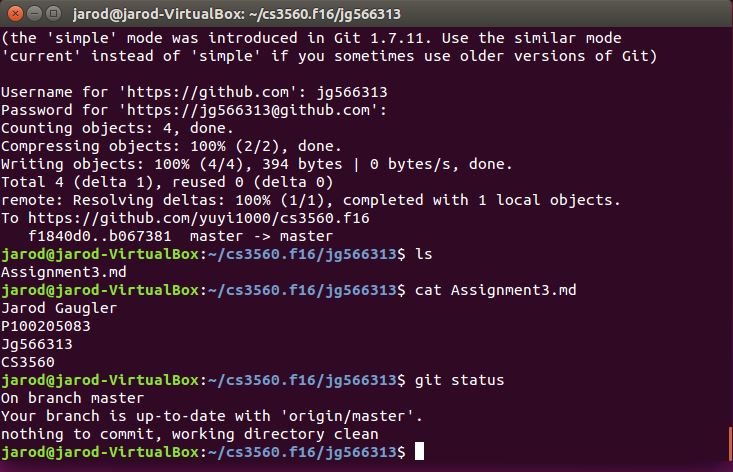 jarod@jarod-VirtualBox: ~/cs3560.f16/jg566313
(the 'simple' mode was introduced in Git 1.7.11. Use the similar mode
'current' instead of 'simple' if you sometimes use older versions of Git)
Username for 'https://github.com': jg566313
Password for 'https://jg566313@github.com':
Counting objects: 4, done.
Compressing objects: 100% (2/2), done.
Writing objects: 100% (4/4), 394 bytes | 0 bytes/s, done.
Total 4 (delta 1), reused 0 (delta 0)
remote: Resolving deltas: 100% (1/1), completed with 1 local objects.
To https://github.com/yuyi1000/cs3560.f16
   f1840d0..b067381  master -> master
jarod@jarod-VirtualBox:~/cs3560.f16/jg566313$ ls
Assignment3.md
jarod@jarod-VirtualBox:~/cs3560.f16/jg566313$ cat Assignment3.md
Jarod Gaugler
P100205083
Jg566313
CS3560
jarod@jarod-VirtualBox:~/cs3560.f16/jg566313$ git status
On branch master
Your branch is up-to-date with 'origin/master'.
nothing to commit, working directory clean
jarod@jarod-VirtualBox:~/cs3560.f16/jg566313$